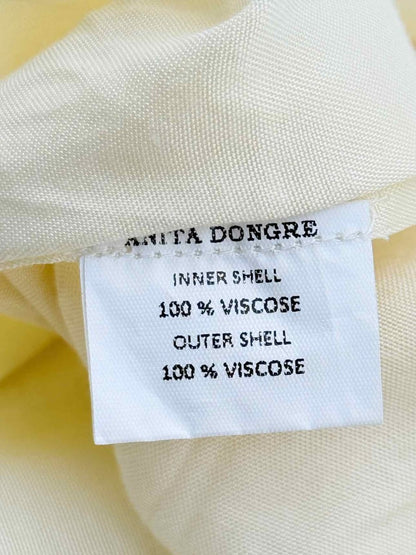 ANITA DONGRE
INNER SHELL
100 % VISCOSE
OUTER SHELL
100 % VISCOSE